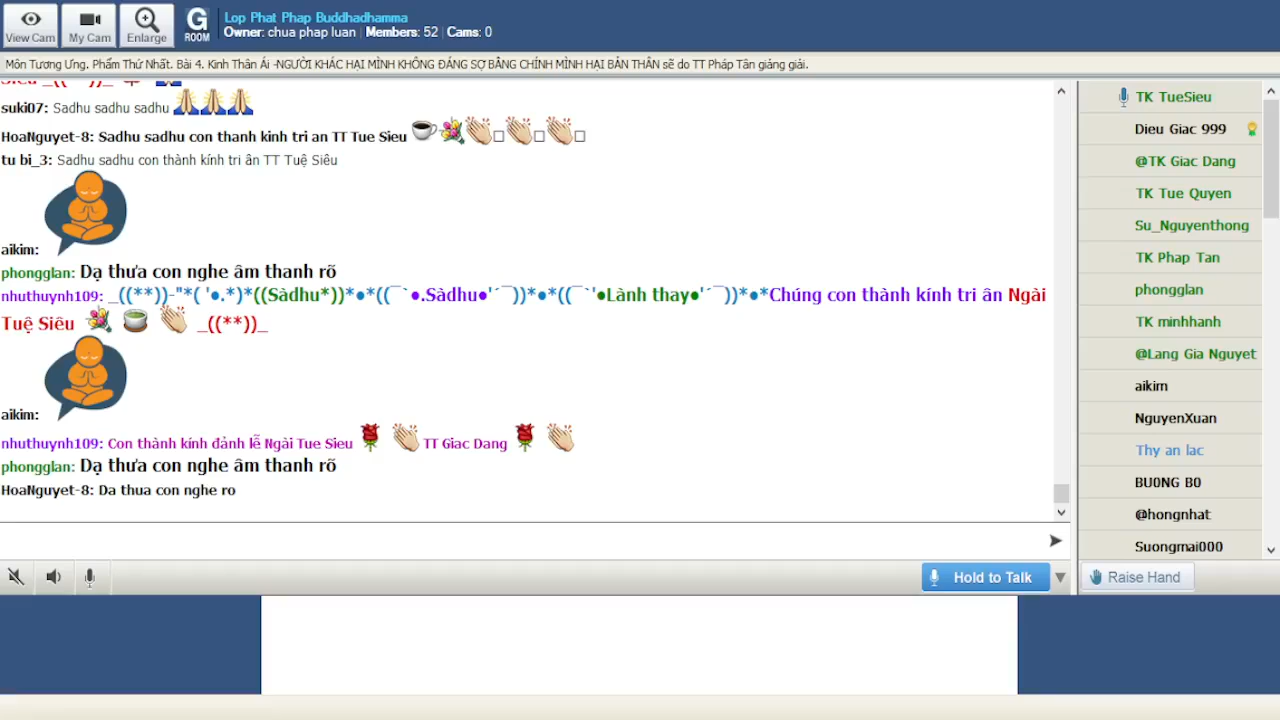 View Cam
My Cam
Enlarge
G
ROOM
Lop Phat Phap Buddhadhamma
Owner: chua phap luan | Members: 52 | Cams: 0
Môn Tương Ưng. Phẩm Thứ Nhất. Bài 4. Kinh Thân Ái -NGƯỜI KHÁC HẠI MÌNH KHÔNG ĐÁNG SỢ BẰNG CHÍNH MÌNH HẠI BẢN THÂN sẽ do TT Pháp Tân giảng giải.
suki07: Sadhu sadhu sadhu
HoaNguyet-8: Sadhu sadhu con thanh kinh tri an TT Tue Sieu
tu bi_3: Sadhu sadhu con thành kính tri ân TT Tuệ Siêu
aikim:
phongglan: Dạ thưa con nghe âm thanh rõ
nhuthuynh109: _((**))-"*( '●.*)*((Sàdhu*))*●*((¯`●.Sàdhu●'´¯))*●*((¯`'●Lành thay●'´¯))*●*Chúng con thành kính tri ân Ngài
Tuệ Siêu _((**))_
aikim:
nhuthuynh109: Con thành kính đảnh lễ Ngài Tue Sieu TT Giac Dang
phongglan: Dạ thưa con nghe âm thanh rõ
HoaNguyet-8: Da thua con nghe ro
Hold to Talk
TK TueSieu
Dieu Giac 999
@TK Giac Dang
TK Tue Quyen
Su_Nguyenthong
TK Phap Tan
phongglan
TK minhhanh
@Lang Gia Nguyet
aikim
NguyenXuan
Thy an lac
BU0NG B0
@hongnhat
Suongmai000
Raise Hand